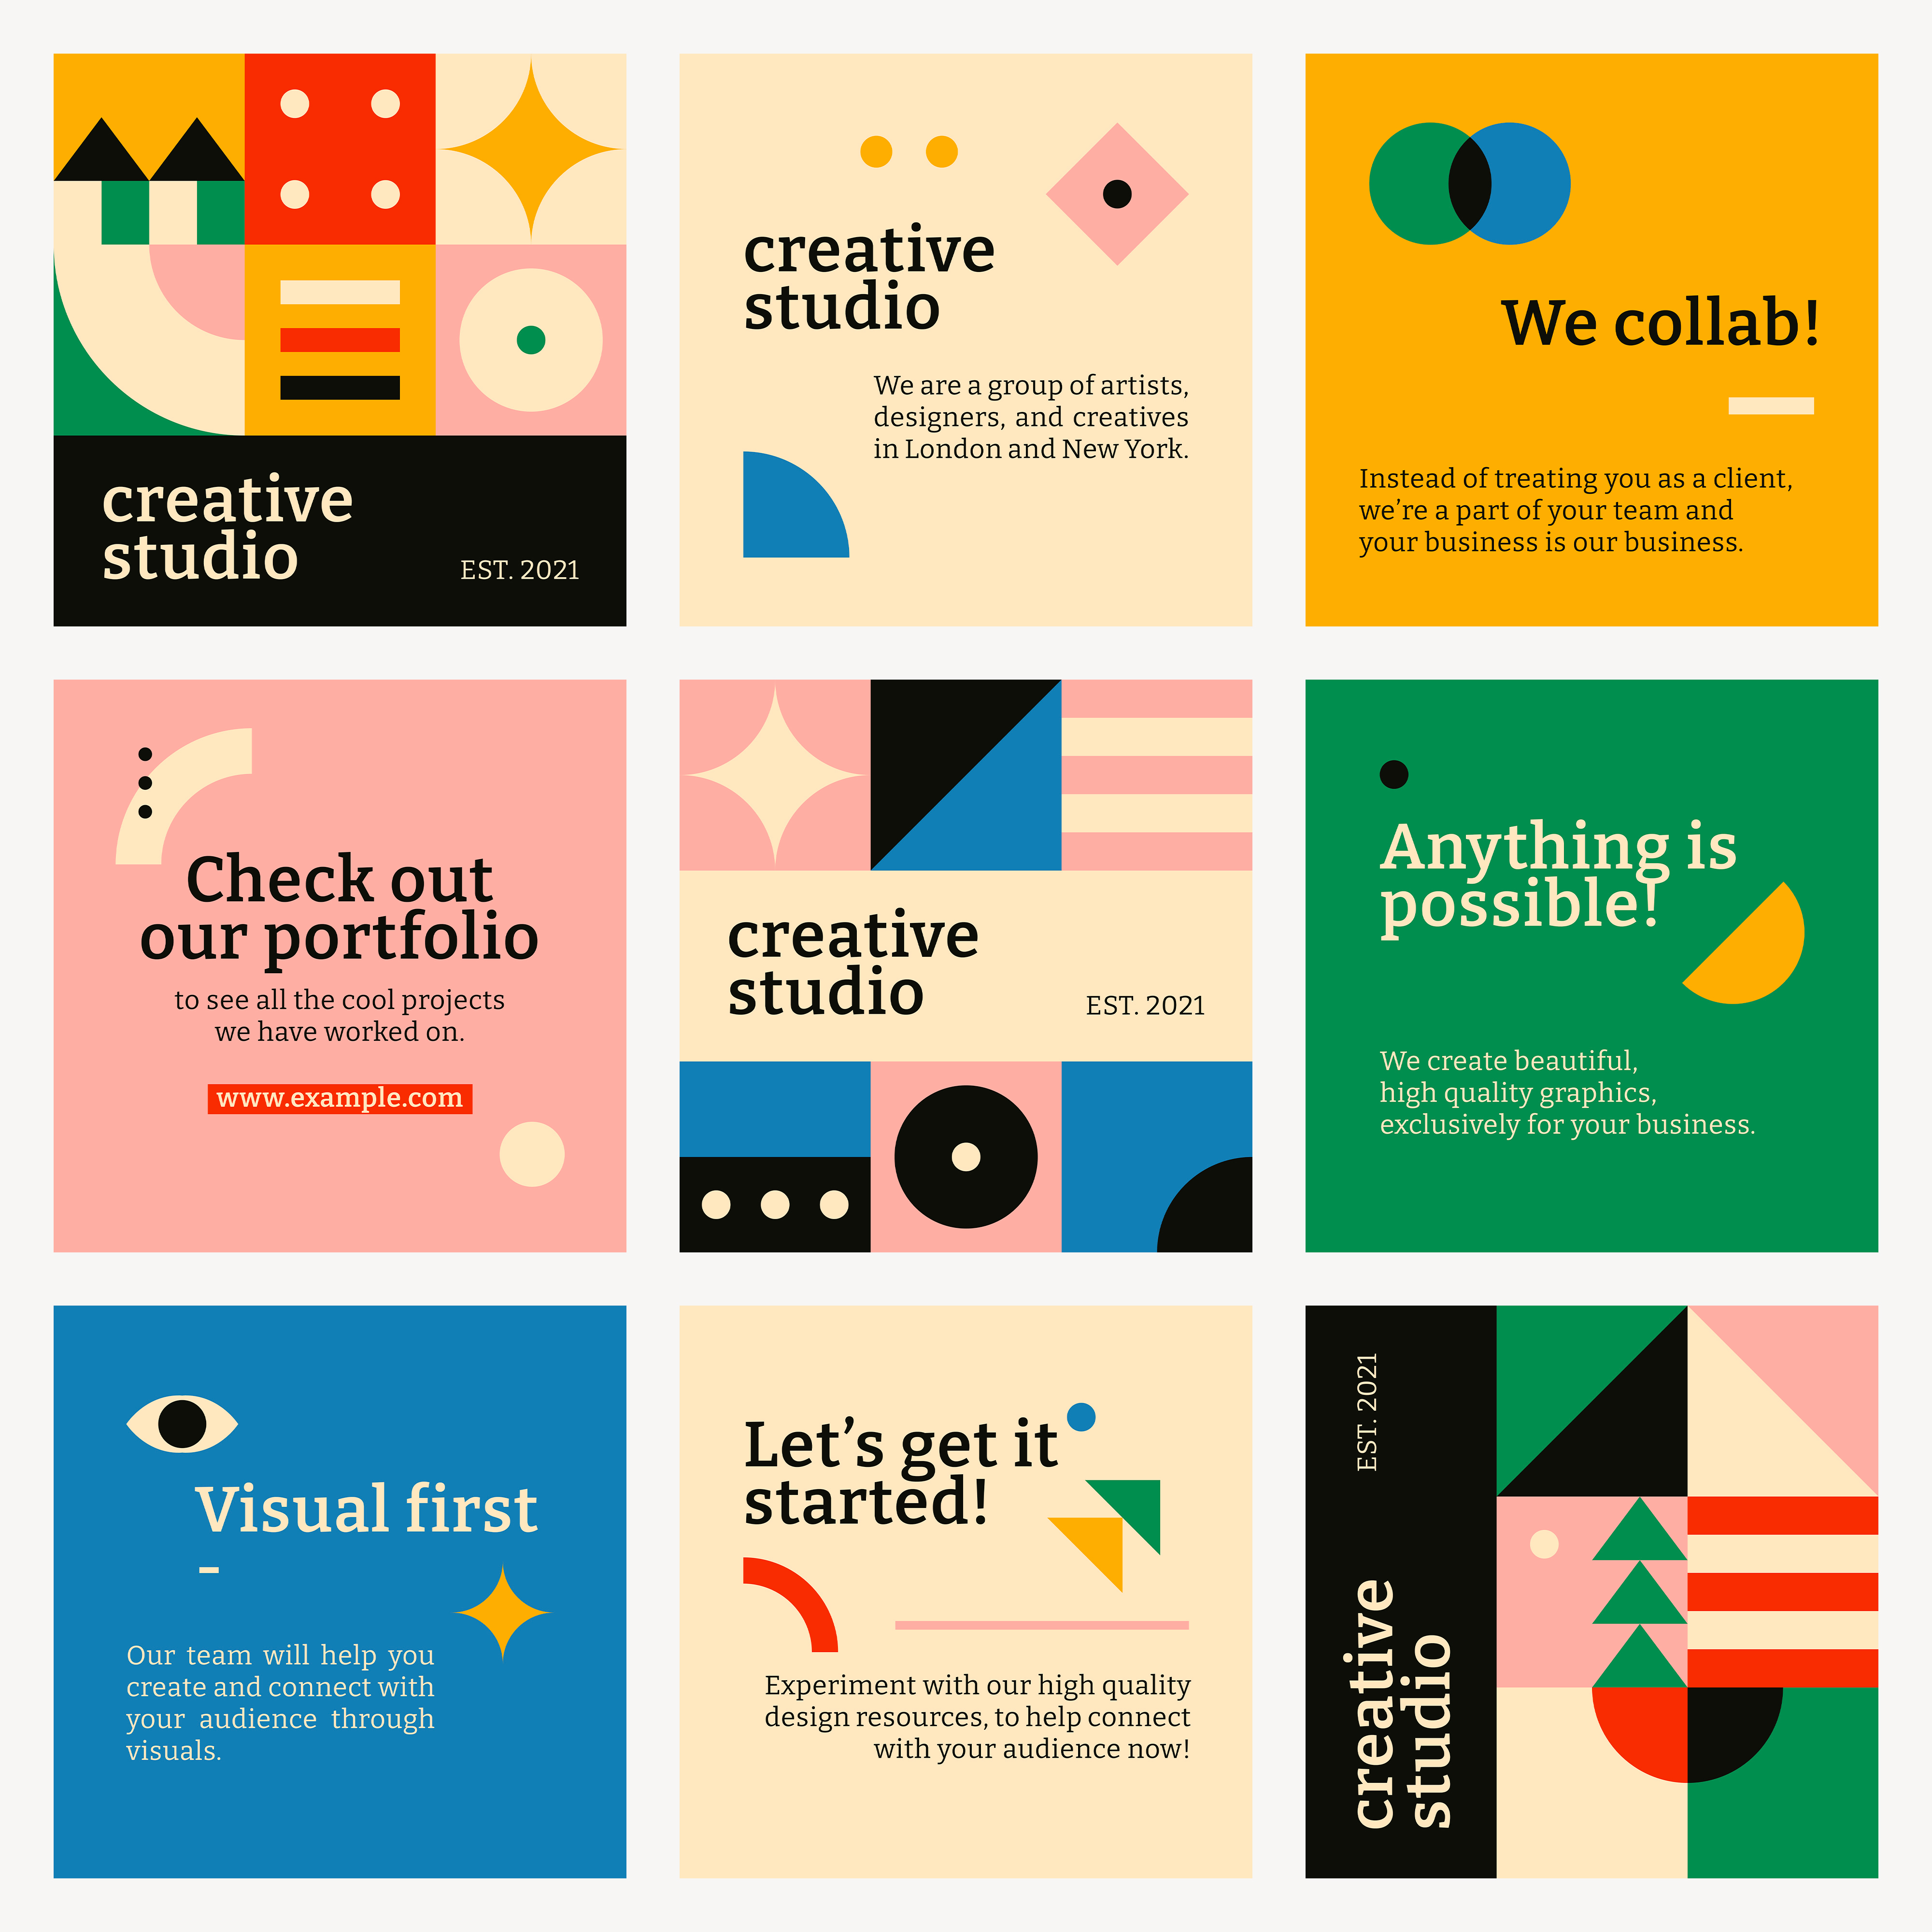 creative
studio
EST. 2021
creative
studio
We are a group of artists,
designers, and creatives
in London and New York.
We collab!
Instead of treating you as a client,
we’re a part of your team and
your business is our business.
Check out
our portfolio
to see all the cool projects
we have worked on.
www.example.com
creative
studio
EST. 2021
Anything is
possible!
We create beautiful,
high quality graphics,
exclusively for your business.
Visual first
-
Our team will help you
create and connect with
your audience through
visuals.
Let’s get it
started!
Experiment with our high quality
design resources, to help connect
with your audience now!
creative
studio
EST. 2021